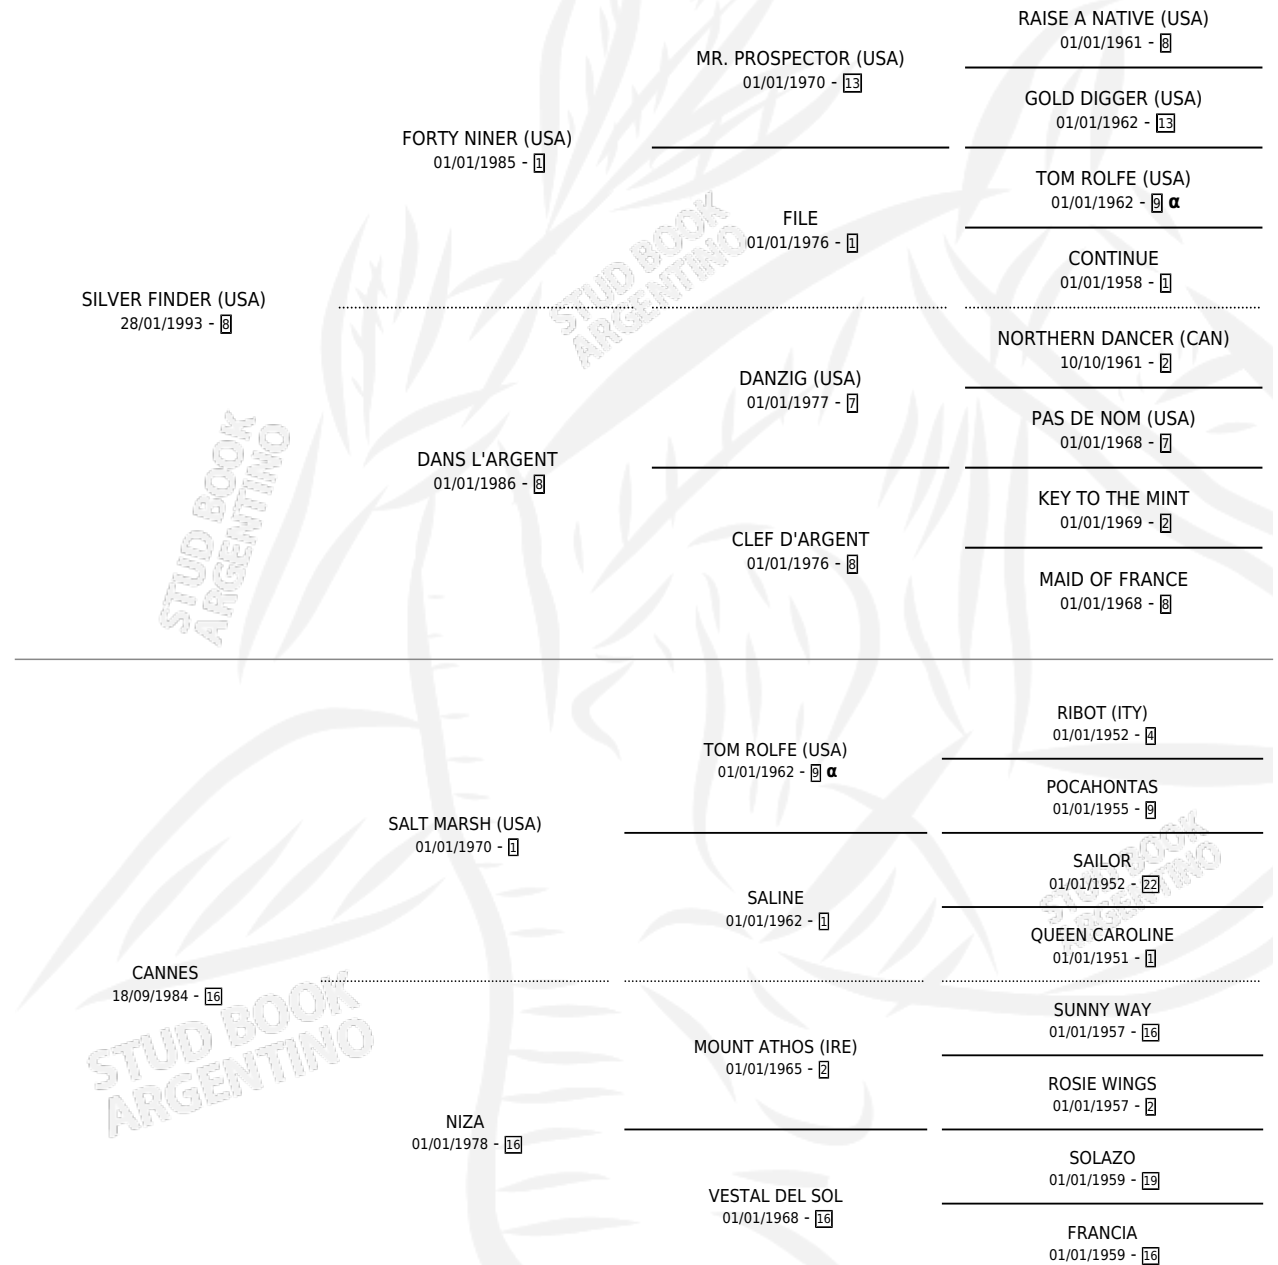 RAISE A NATIVE (USA)
01/01/1961 - 8
MR. PROSPECTOR (USA)
01/01/1970 - 13
GOLD DIGGER (USA)
01/01/1962 - 13
FORTY NINER (USA)
01/01/1985 - 1
TOM ROLFE (USA)
01/01/1962 - 9 α
FILE
01/01/1976 - 1
CONTINUE
01/01/1958 - 1
SILVER FINDER (USA)
28/01/1993 - 8
NORTHERN DANCER (CAN)
10/10/1961 - 2
DANZIG (USA)
01/01/1977 - 7
PAS DE NOM (USA)
01/01/1968 - 7
DANS L'ARGENT
01/01/1986 - 8
KEY TO THE MINT
01/01/1969 - 2
CLEF D'ARGENT
01/01/1976 - 8
MAID OF FRANCE
01/01/1968 - 8
RIBOT (ITY)
01/01/1952 - 4
TOM ROLFE (USA)
01/01/1962 - 9 α
POCAHONTAS
01/01/1955 - 9
SALT MARSH (USA)
01/01/1970 - 1
SAILOR
01/01/1952 - 22
SALINE
01/01/1962 - 1
QUEEN CAROLINE
01/01/1951 - 1
CANNES
18/09/1984 - 16
SUNNY WAY
01/01/1957 - 16
MOUNT ATHOS (IRE)
01/01/1965 - 2
ROSIE WINGS
01/01/1957 - 2
NIZA
01/01/1978 - 16
SOLAZO
01/01/1959 - 19
VESTAL DEL SOL
01/01/1968 - 16
FRANCIA
01/01/1959 - 16
STUD BOOK
ARGENTINO
STUD BOOK
ARGENTINO
STUD BOOK
ARGENTINO
STUD BOOK
ARGENTINO